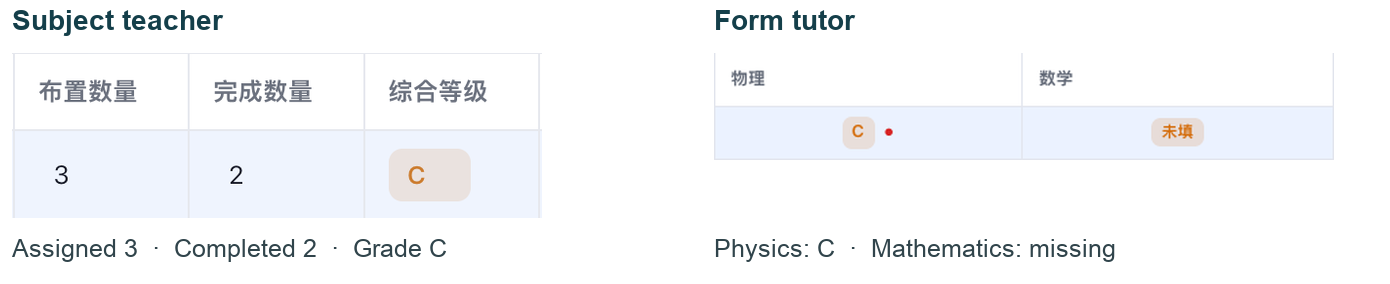 Subject teacher
布置数量 完成数量 综合等级
3 2 C
Assigned 3 · Completed 2 · Grade C
Form tutor
物理 数学
C 未填
Physics: C · Mathematics: missing